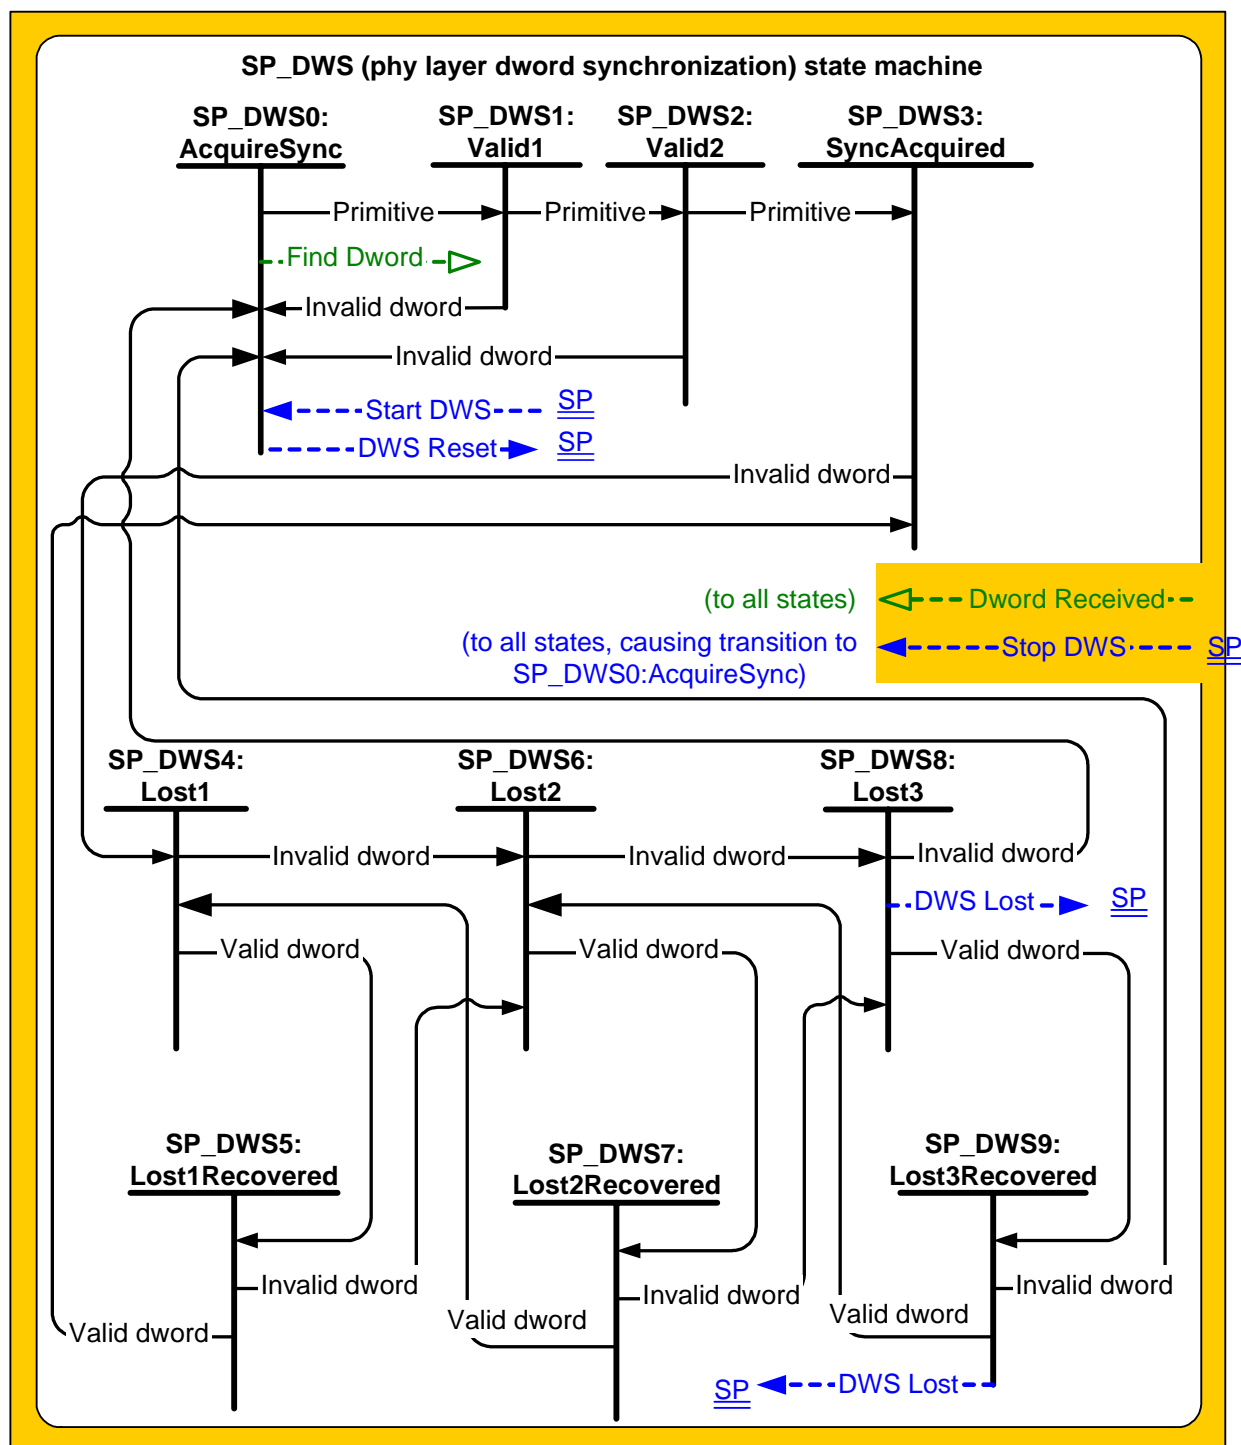 SP_DWS (phy layer dword synchronization) state machine
SP_DWS0:
AcquireSync
SP_DWS1:
Valid1
SP_DWS2:
Valid2
SP_DWS3:
SyncAcquired
Primitive
Primitive
Primitive
Find Dword
Invalid dword
Invalid dword
Start DWS
SP
DWS Reset
SP
Invalid dword
(to all states)
Dword Received
(to all states, causing transition to
SP_DWS0:AcquireSync)
Stop DWS
SP
SP_DWS4:
Lost1
SP_DWS6:
Lost2
SP_DWS8:
Lost3
Invalid dword
Invalid dword
Invalid dword
DWS Lost
SP
Valid dword
Valid dword
Valid dword
SP_DWS5:
Lost1Recovered
SP_DWS7:
Lost2Recovered
SP_DWS9:
Lost3Recovered
Invalid dword
Invalid dword
Invalid dword
Valid dword
Valid dword
Valid dword
SP
DWS Lost